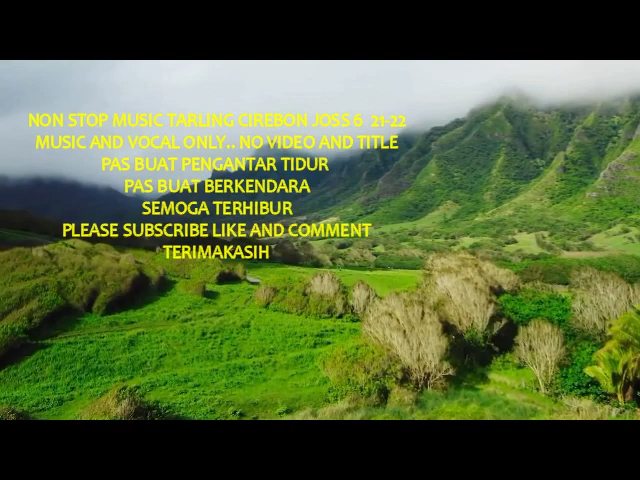 NON STOP MUSIC TARLING CIREBON JOSS 6 21-22
MUSIC AND VOCAL ONLY.. NO VIDEO AND TITLE
PAS BUAT PENGANTAR TIDUR
PAS BUAT BERKENDARA
SEMOGA TERHIBUR
PLEASE SUBSCRIBE LIKE AND COMMENT
TERIMAKASIH